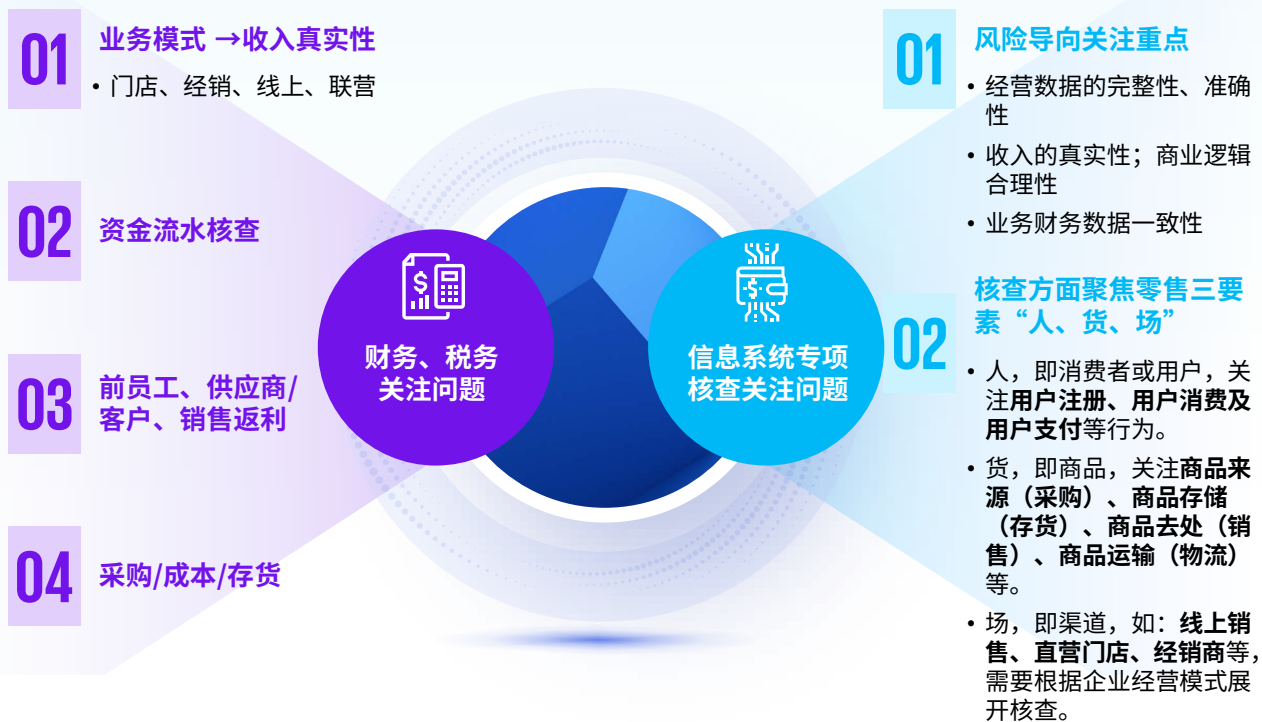 01
业务模式 →收入真实性
• 门店、经销、线上、联营
02
资金流水核查
03
前员工、供应商/
客户、销售返利
04
采购/成本/存货
$
财务、税务
关注问题
$
信息系统专项
核查关注问题
01
风险导向关注重点
• 经营数据的完整性、准确
性
• 收入的真实性；商业逻辑
合理性
• 业务财务数据一致性
02
核查方面聚焦零售三要
素“人、货、场”
• 人，即消费者或用户，关
注用户注册、用户消费及
用户支付等行为。
• 货，即商品，关注商品来
源（采购）、商品存储
（存货）、商品去处（销
售）、商品运输（物流）
等。
• 场，即渠道，如：线上销
售、直营门店、经销商等，
需要根据企业经营模式展
开核查。